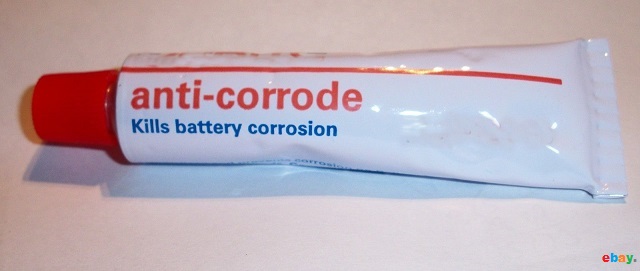 anti-corrode
Kills battery corrosion
ebay.